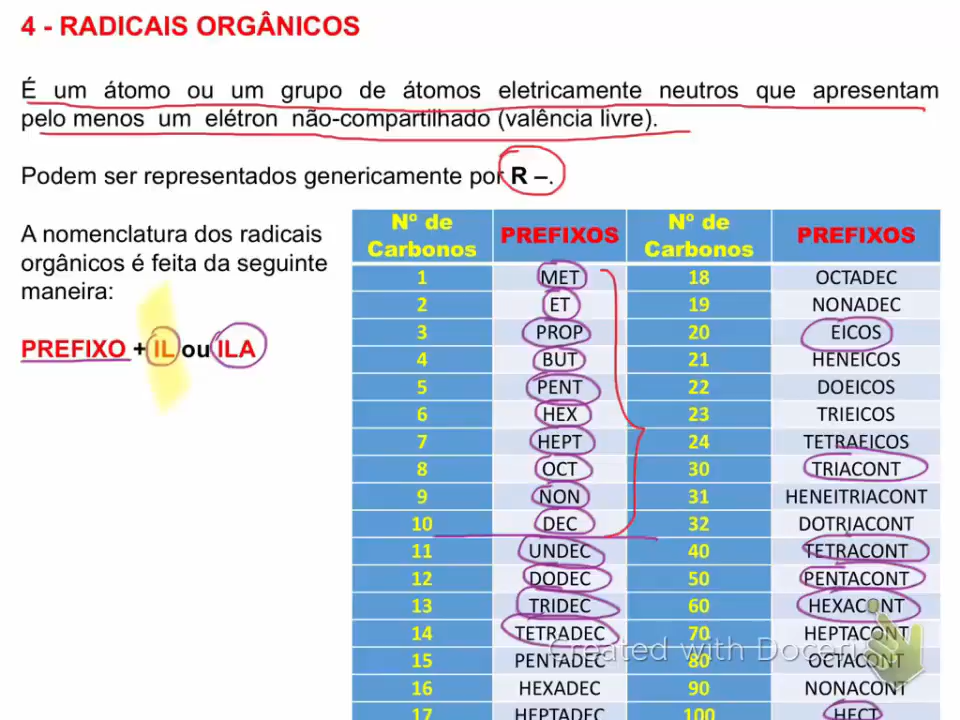 4 - RADICAIS ORGÂNICOS
É um átomo ou um grupo de átomos eletricamente neutros que apresentam
pelo menos um elétron não-compartilhado (valência livre).
Podem ser representados genericamente por R –.
A nomenclatura dos radicais
orgânicos é feita da seguinte
maneira:
PREFIXO + IL ou ILA
Nº de Carbonos PREFIXOS Nº de Carbonos PREFIXOS
1 MET 18 OCTADEC
2 ET 19 NONADEC
3 PROP 20 EICOS
4 BUT 21 HENEICOS
5 PENT 22 DOEICOS
6 HEX 23 TRIEICOS
7 HEPT 24 TETRAEICOS
8 OCT 30 TRIACONT
9 NON 31 HENEITRIACONT
10 DEC 32 DOTRIACONT
11 UNDEC 40 TETRACONT
12 DODEC 50 PENTACONT
13 TRIDEC 60 HEXACONT
14 TETRADEC 70 HEPTACONT
15 PENTADEC 80 OCTACONT
16 HEXADEC 90 NONACONT
17 HEPTADEC 100 HECT
Created with Doceri